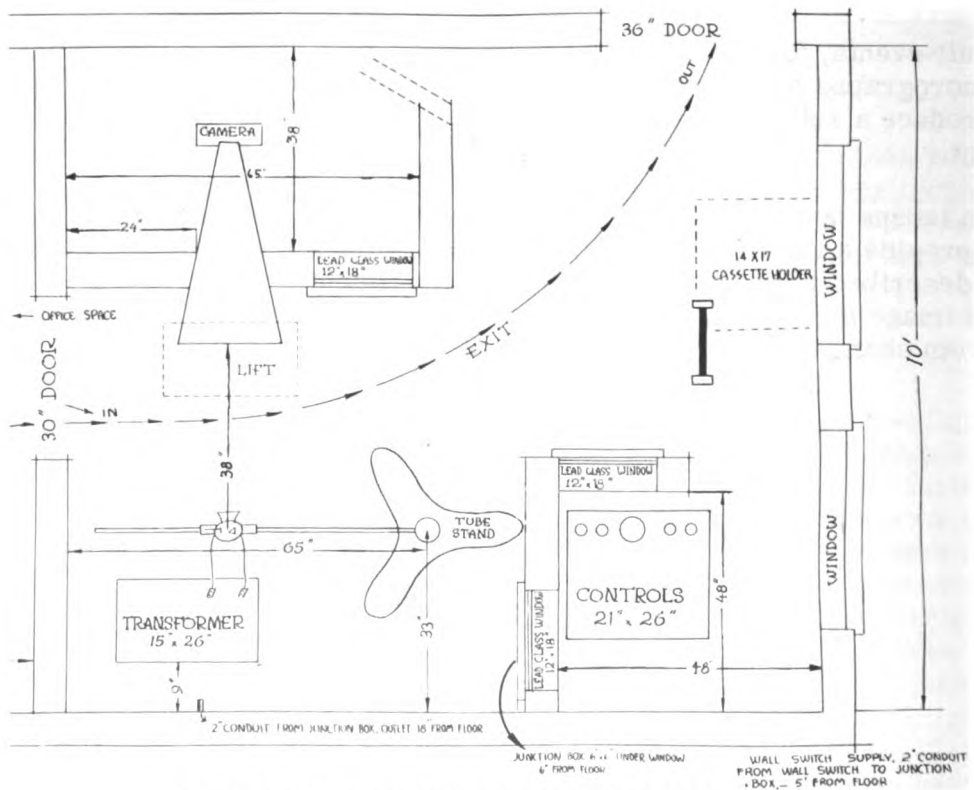 36" DOOR
OUT
CAMERA
38"
65"
24"
LEAD GLASS WINDOW
12"x18"
14 X 17
CASSETTE HOLDER
WINDOW
OFFICE SPACE
LIFT
EXIT
10'
30" DOOR
IN
38"
LEAD GLASS WINDOW
12"x18"
TUBE
STAND
65"
WINDOW
TRANSFORMER
15" x 26"
33"
CONTROLS
21" x 26"
48"
LEAD GLASS WINDOW
12"x18"
48"
9"
2" CONDUIT FROM JUNCTION BOX, OUTLET 18" FROM FLOOR
JUNCTION BOX UNDER WINDOW
6" FROM FLOOR
WALL SWITCH SUPPLY, 2" CONDUIT
FROM WALL SWITCH TO JUNCTION
BOX, – 5' FROM FLOOR